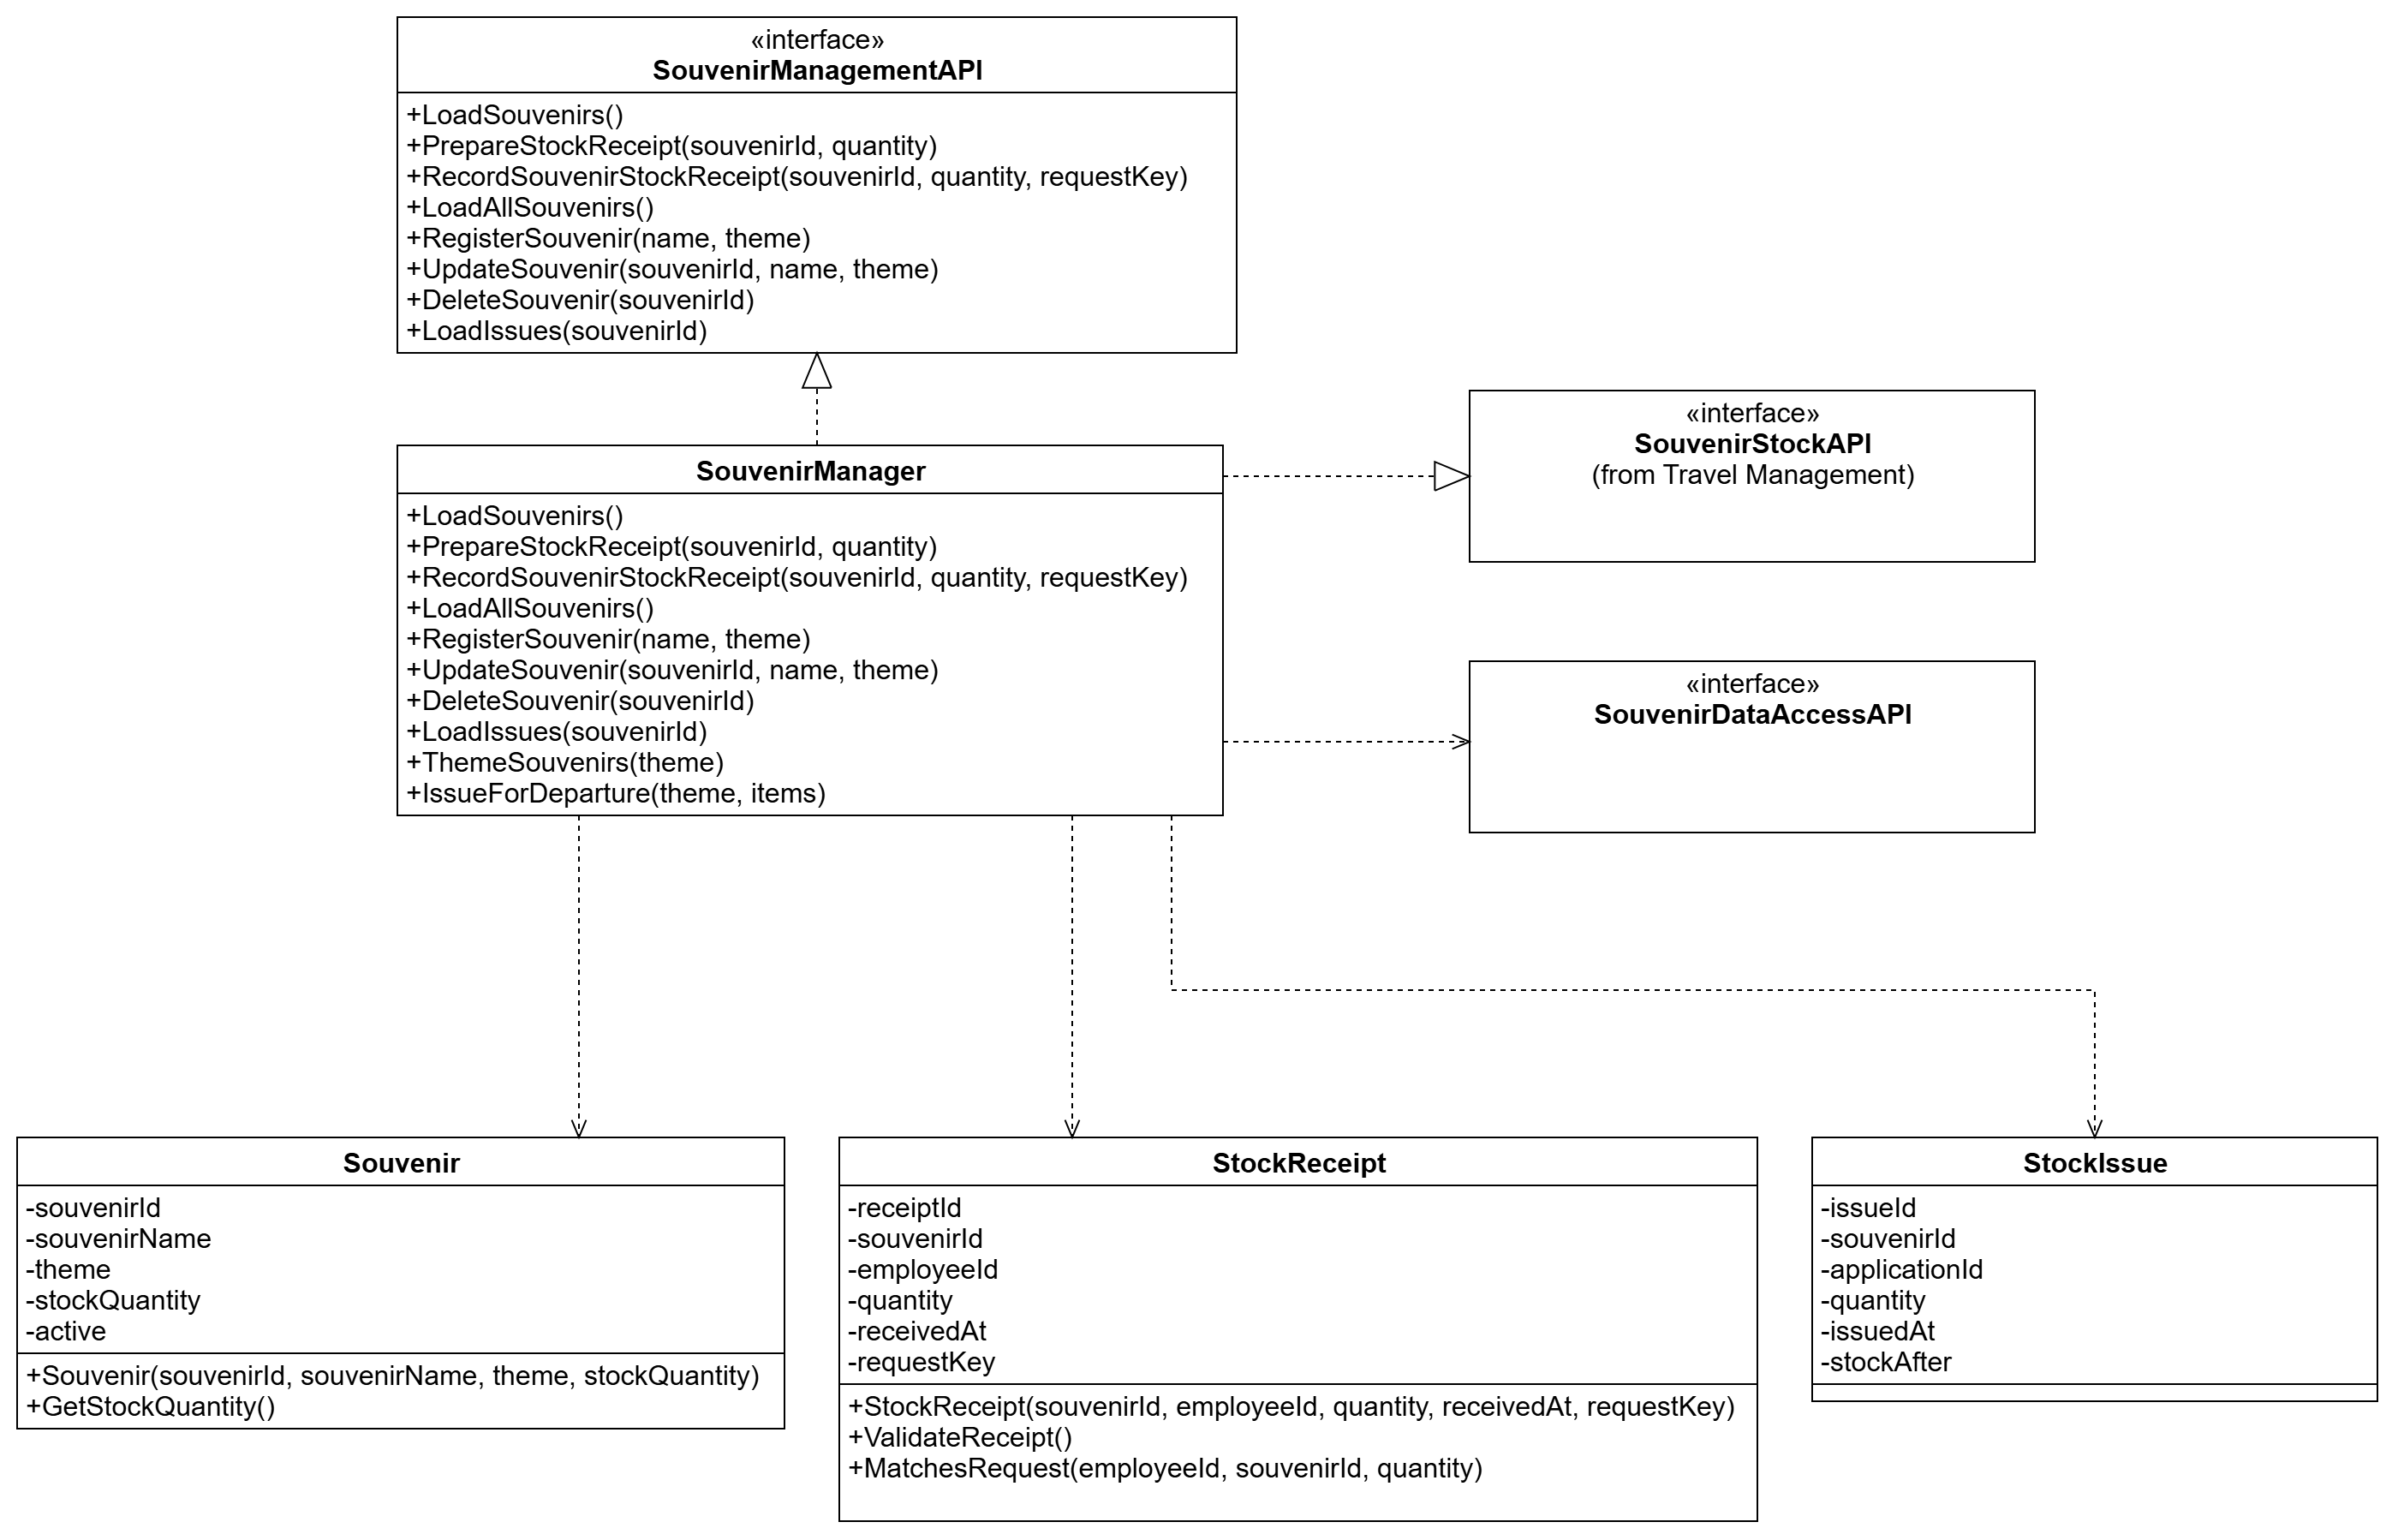 «interface»
SouvenirManagementAPI
+LoadSouvenirs()
+PrepareStockReceipt(souvenirId, quantity)
+RecordSouvenirStockReceipt(souvenirId, quantity, requestKey)
+LoadAllSouvenirs()
+RegisterSouvenir(name, theme)
+UpdateSouvenir(souvenirId, name, theme)
+DeleteSouvenir(souvenirId)
+LoadIssues(souvenirId)
SouvenirManager
+LoadSouvenirs()
+PrepareStockReceipt(souvenirId, quantity)
+RecordSouvenirStockReceipt(souvenirId, quantity, requestKey)
+LoadAllSouvenirs()
+RegisterSouvenir(name, theme)
+UpdateSouvenir(souvenirId, name, theme)
+DeleteSouvenir(souvenirId)
+LoadIssues(souvenirId)
+ThemeSouvenirs(theme)
+IssueForDeparture(theme, items)
«interface»
SouvenirStockAPI
(from Travel Management)
«interface»
SouvenirDataAccessAPI
Souvenir
-souvenirId
-souvenirName
-theme
-stockQuantity
-active
+Souvenir(souvenirId, souvenirName, theme, stockQuantity)
+GetStockQuantity()
StockReceipt
-receiptId
-souvenirId
-employeeId
-quantity
-receivedAt
-requestKey
+StockReceipt(souvenirId, employeeId, quantity, receivedAt, requestKey)
+ValidateReceipt()
+MatchesRequest(employeeId, souvenirId, quantity)
StockIssue
-issueId
-souvenirId
-applicationId
-quantity
-issuedAt
-stockAfter